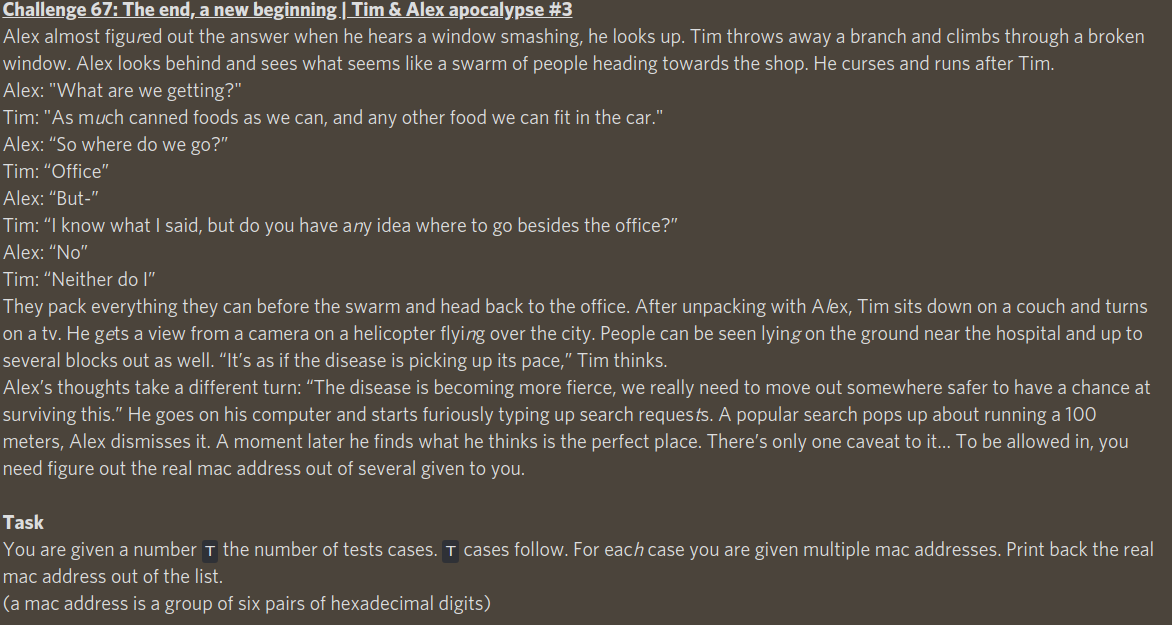 Challenge 67: The end, a new beginning | Tim & Alex apocalypse #3
Alex almost figured out the answer when he hears a window smashing, he looks up. Tim throws away a branch and climbs through a broken
window. Alex looks behind and sees what seems like a swarm of people heading towards the shop. He curses and runs after Tim.
Alex: "What are we getting?"
Tim: "As much canned foods as we can, and any other food we can fit in the car."
Alex: “So where do we go?”
Tim: “Office”
Alex: “But-”
Tim: “I know what I said, but do you have any idea where to go besides the office?”
Alex: “No”
Tim: “Neither do I”
They pack everything they can before the swarm and head back to the office. After unpacking with Alex, Tim sits down on a couch and turns
on a tv. He gets a view from a camera on a helicopter flying over the city. People can be seen lying on the ground near the hospital and up to
several blocks out as well. “It’s as if the disease is picking up its pace,” Tim thinks.
Alex’s thoughts take a different turn: “The disease is becoming more fierce, we really need to move out somewhere safer to have a chance at
surviving this.” He goes on his computer and starts furiously typing up search requests. A popular search pops up about running a 100
meters, Alex dismisses it. A moment later he finds what he thinks is the perfect place. There’s only one caveat to it... To be allowed in, you
need figure out the real mac address out of several given to you.
Task
You are given a number T the number of tests cases. T cases follow. For each case you are given multiple mac addresses. Print back the real
mac address out of the list.
(a mac address is a group of six pairs of hexadecimal digits)